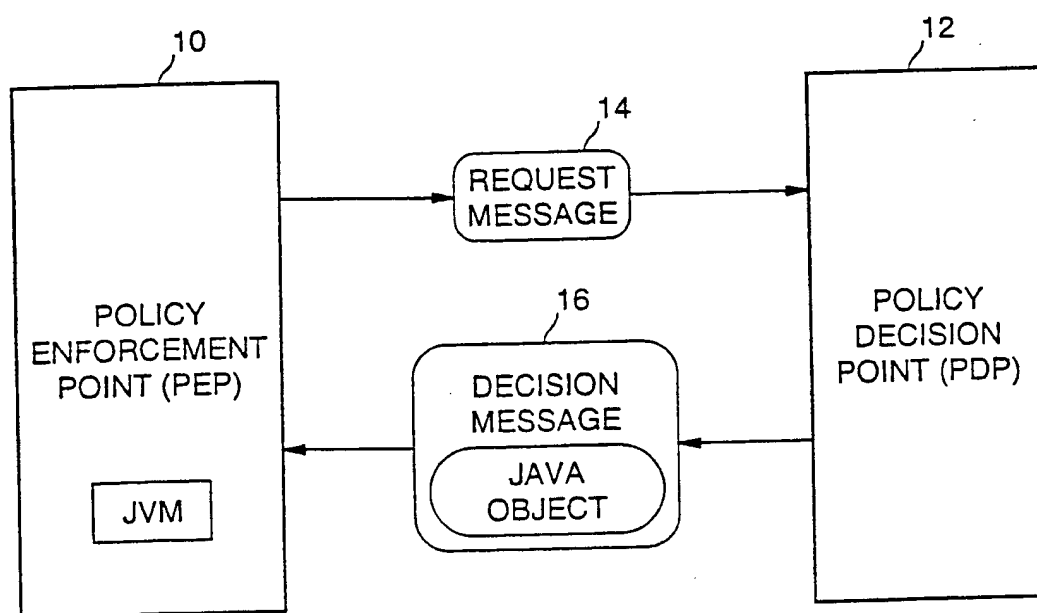 10
12
14
REQUEST
MESSAGE
POLICY
ENFORCEMENT
POINT (PEP)
16
DECISION
MESSAGE
JAVA
OBJECT
POLICY
DECISION
POINT (PDP)
JVM